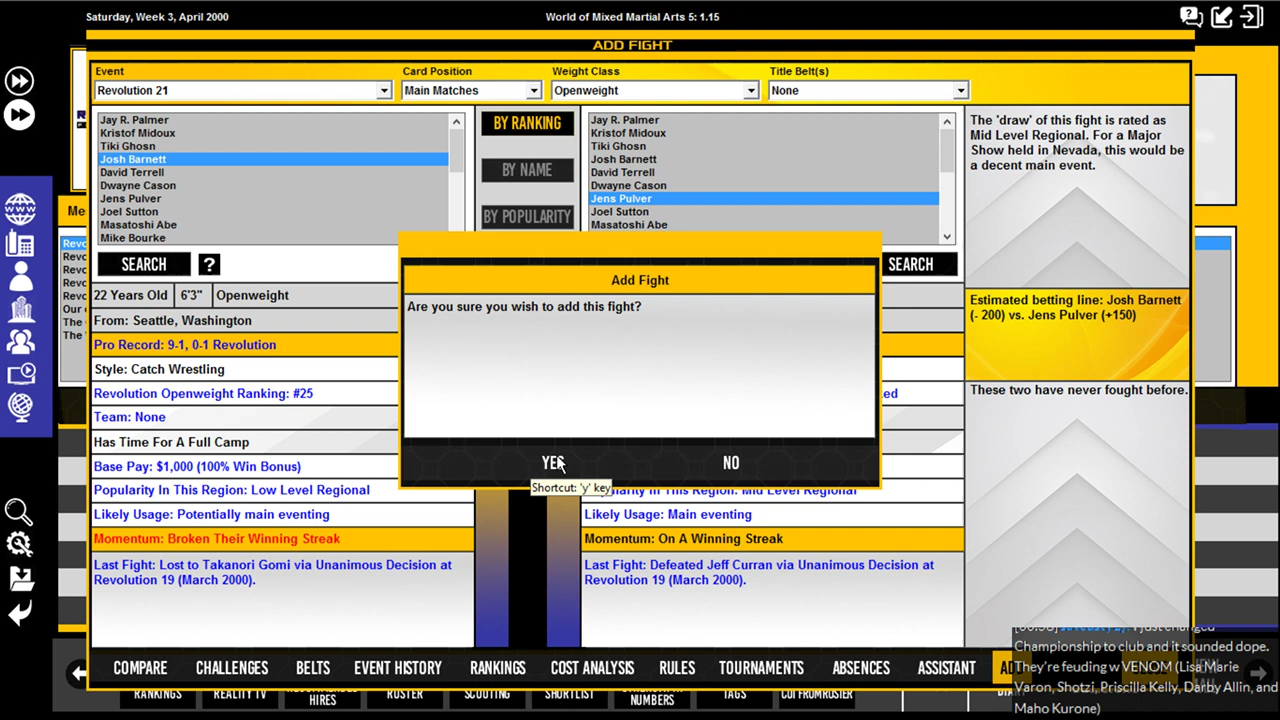 Saturday, Week 3, April 2000
World of Mixed Martial Arts 5: 1.15
ADD FIGHT
Event
Card Position
Weight Class
Title Belt(s)
Revolution 21
Main Matches
Openweight
None
Jay R. Palmer
Kristof Midoux
Tiki Ghosn
Josh Barnett
David Terrell
Dwayne Cason
Jens Pulver
Joel Sutton
Masatoshi Abe
Mike Bourke
BY RANKING
BY NAME
BY POPULARITY
Jay R. Palmer
Kristof Midoux
Tiki Ghosn
Josh Barnett
David Terrell
Dwayne Cason
Jens Pulver
Joel Sutton
Masatoshi Abe
The 'draw' of this fight is rated as
Mid Level Regional. For a Major
Show held in Nevada, this would be
a decent main event.
SEARCH
?
SEARCH
Add Fight
Are you sure you wish to add this fight?
YES
NO
Shortcut: 'y' key
22 Years Old
6'3"
Openweight
From: Seattle, Washington
Pro Record: 9-1, 0-1 Revolution
Style: Catch Wrestling
Revolution Openweight Ranking: #25
Team: None
Has Time For A Full Camp
Base Pay: $1,000 (100% Win Bonus)
Popularity In This Region: Low Level Regional
Likely Usage: Potentially main eventing
Momentum: Broken Their Winning Streak
Last Fight: Lost to Takanori Gomi via Unanimous Decision at
Revolution 19 (March 2000).
Likely Usage: Main eventing
Momentum: On A Winning Streak
Last Fight: Defeated Jeff Curran via Unanimous Decision at
Revolution 19 (March 2000).
Estimated betting line: Josh Barnett
(- 200) vs. Jens Pulver (+150)
These two have never fought before.
Championship to club and it sounded dope.
They're feuding w VENOM (Lisa Marie
Varon, Shotzi, Priscilla Kelly, Darby Allin, and
Maho Kurone)
COMPARE
CHALLENGES
BELTS
EVENT HISTORY
RANKINGS
COST ANALYSIS
RULES
TOURNAMENTS
ABSENCES
ASSISTANT
RANKINGS
REALITY TV
HIRES
ROSTER
SCOUTING
SHORTLIST
NUMBERS
TAGS